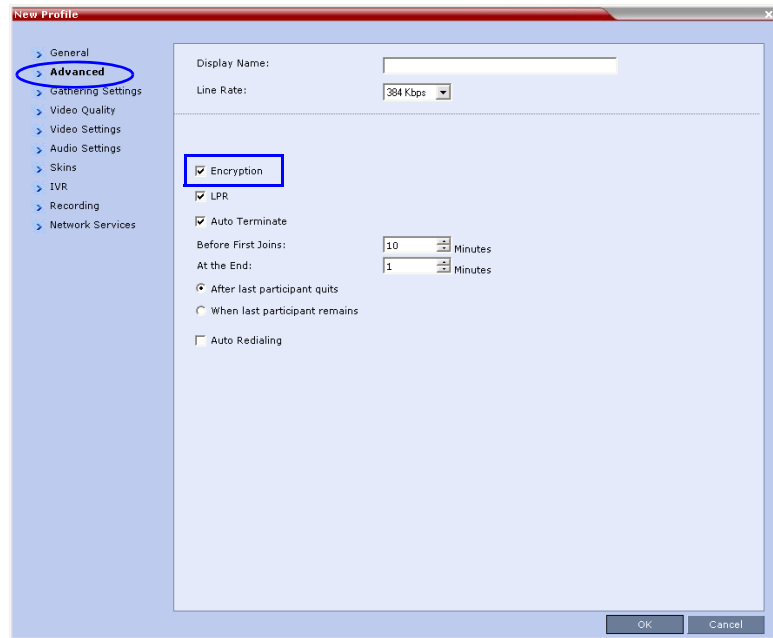 New Profile
General
Advanced
Gathering Settings
Video Quality
Video Settings
Audio Settings
Skins
IVR
Recording
Network Services
Display Name:
Line Rate: 384 Kbps
Encryption
LPR
Auto Terminate
Before First Joins: 10 Minutes
At the End: 1 Minutes
After last participant quits
When last participant remains
Auto Redialing
OK Cancel